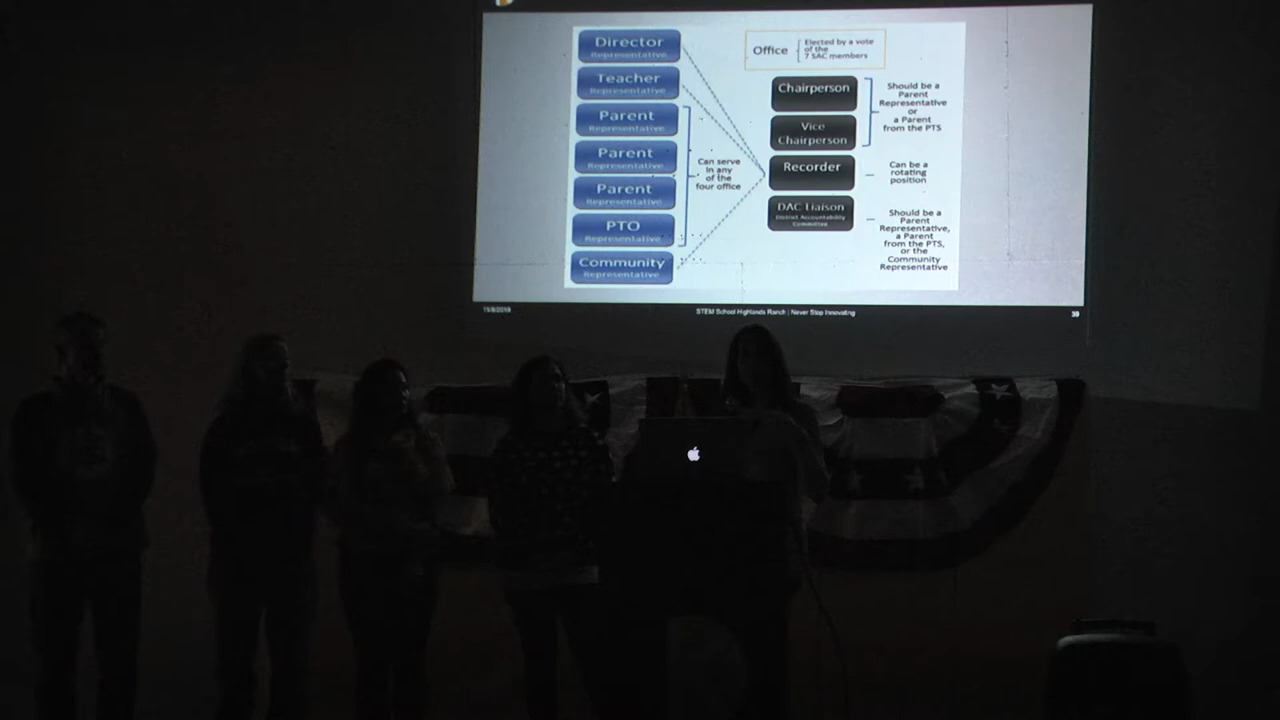 Director
Representative
Teacher
Representative
Parent
Representative
Parent
Representative
Parent
Representative
PTO
Representative
Community
Representative
Can serve
in any
of the
four office
Office
Elected by a vote
of the
7 SAC members
Chairperson
Vice
Chairperson
Recorder
DAC Liaison
District Accountability
Committee
Should be a
Parent
Representative
or
a Parent
from the PTS
Can be a
rotating
position
Should be a
Parent
Representative,
a Parent
from the PTS,
or the
Community
Representative
STEM School Highlands Ranch | Never Stop Innovating
39